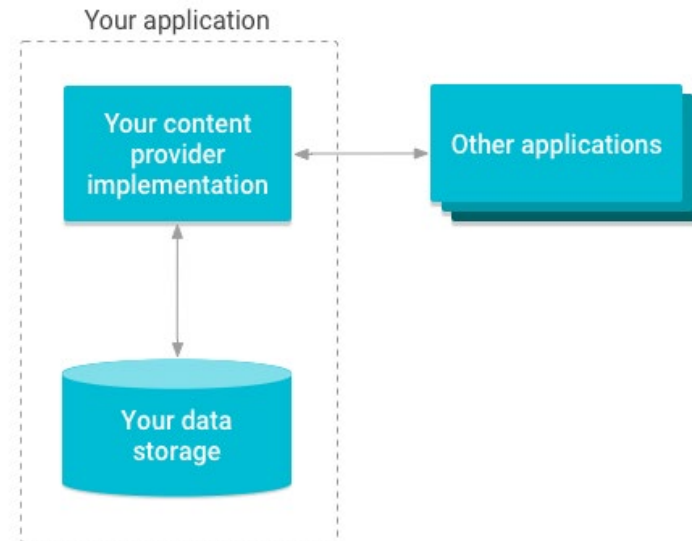 Your application
Your content
provider
implementation
Other applications
Your data
storage